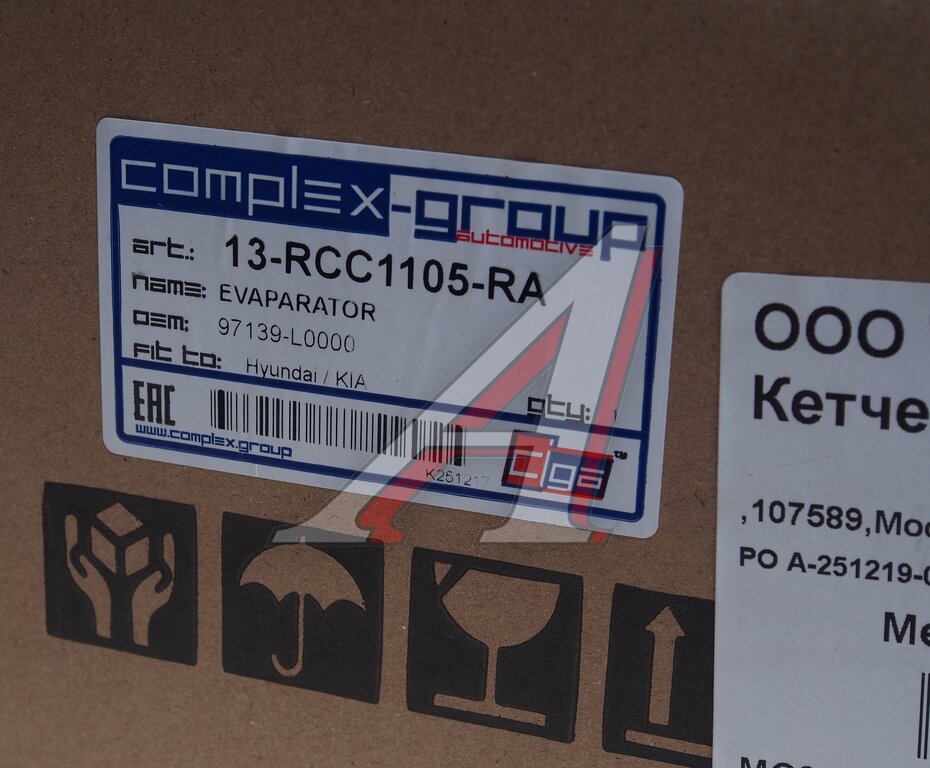 complex-group
automotive
art.: 13-RCC1105-RA
name: EVAPARATOR
oem: 97139-L0000
fit to: Hyundai / KIA
qty: 1
EAC
www.complex.group
cga™
ООО
Кетче
,107589,Мос
РО А-251219-
Ме